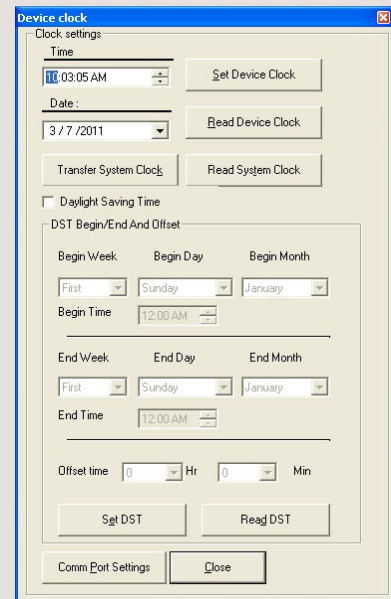 Device clock
Clock settings
Time
10:03:05 AM
Set Device Clock
Date :
3 / 7 /2011
Read Device Clock
Transfer System Clock
Read System Clock
Daylight Saving Time
DST Begin/End And Offset
Begin Week Begin Day Begin Month
First Sunday January
Begin Time 12:00 AM
End Week End Day End Month
First Sunday January
End Time 12:00 AM
Offset time 0 Hr 0 Min
Set DST Read DST
Comm Port Settings Close